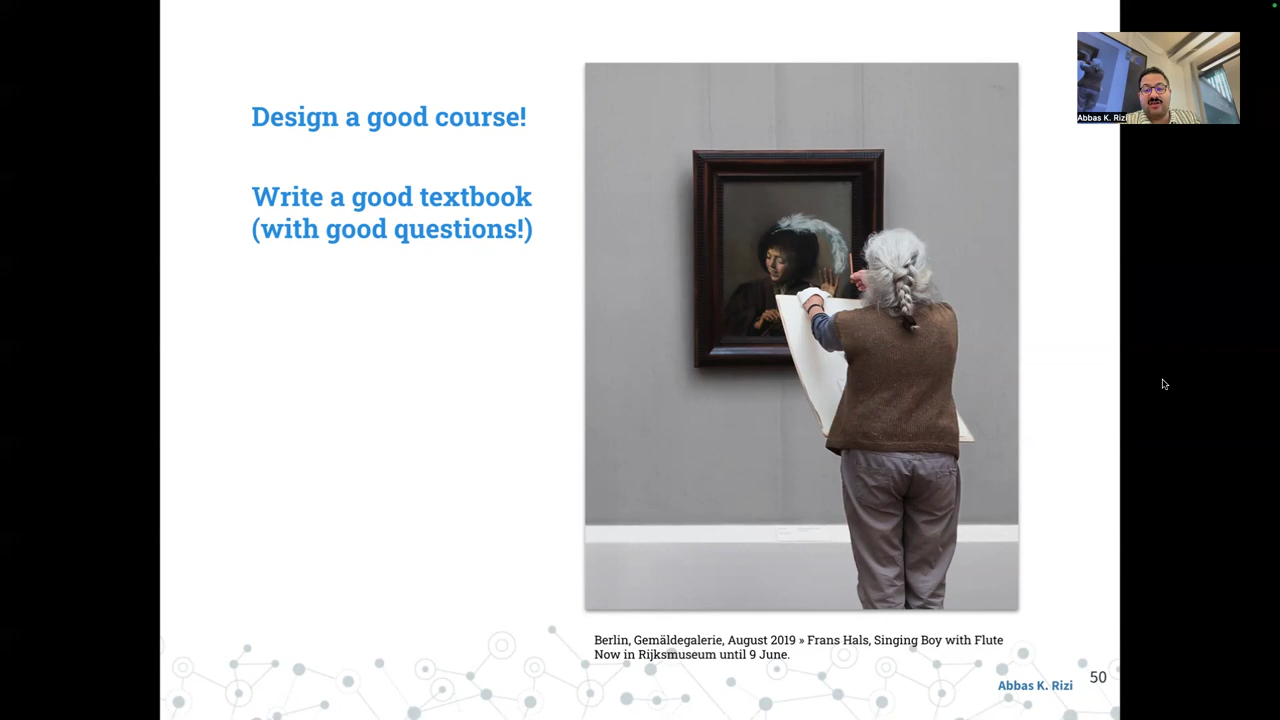 Design a good course!
Write a good textbook
(with good questions!)
Abbas K. Rizi
Berlin, Gemäldegalerie, August 2019 » Frans Hals, Singing Boy with Flute
Now in Rijksmuseum until 9 June.
Abbas K. Rizi
50